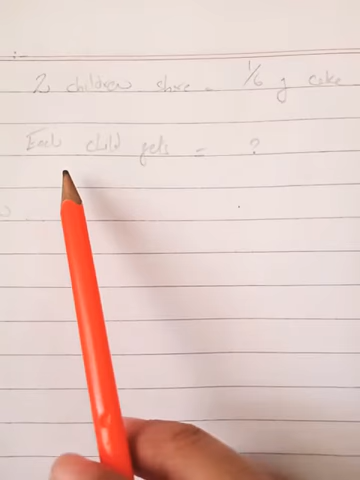 2 children share = 1/6 of cake
Each child gets = ?